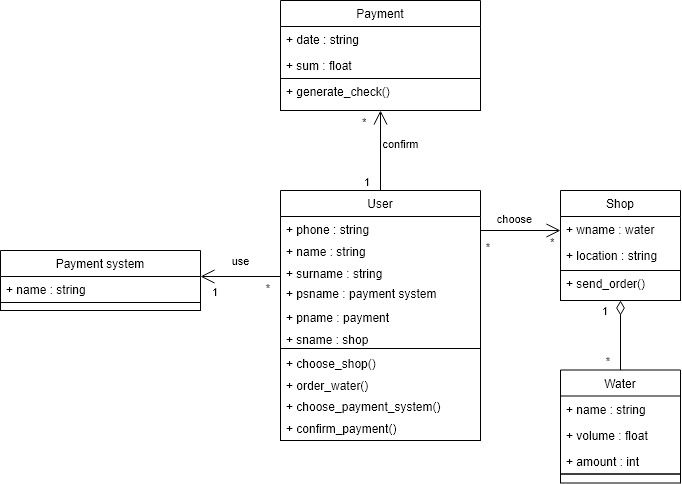 Payment
+ date : string
+ sum : float
+ generate_check()
*
confirm
1
User
+ phone : string
+ name : string
+ surname : string
+ psname : payment system
+ pname : payment
+ sname : shop
+ choose_shop()
+ order_water()
+ choose_payment_system()
+ confirm_payment()
choose
*
*
Shop
+ wname : water
+ location : string
+ send_order()
use
1
*
Payment system
+ name : string
1
*
Water
+ name : string
+ volume : float
+ amount : int